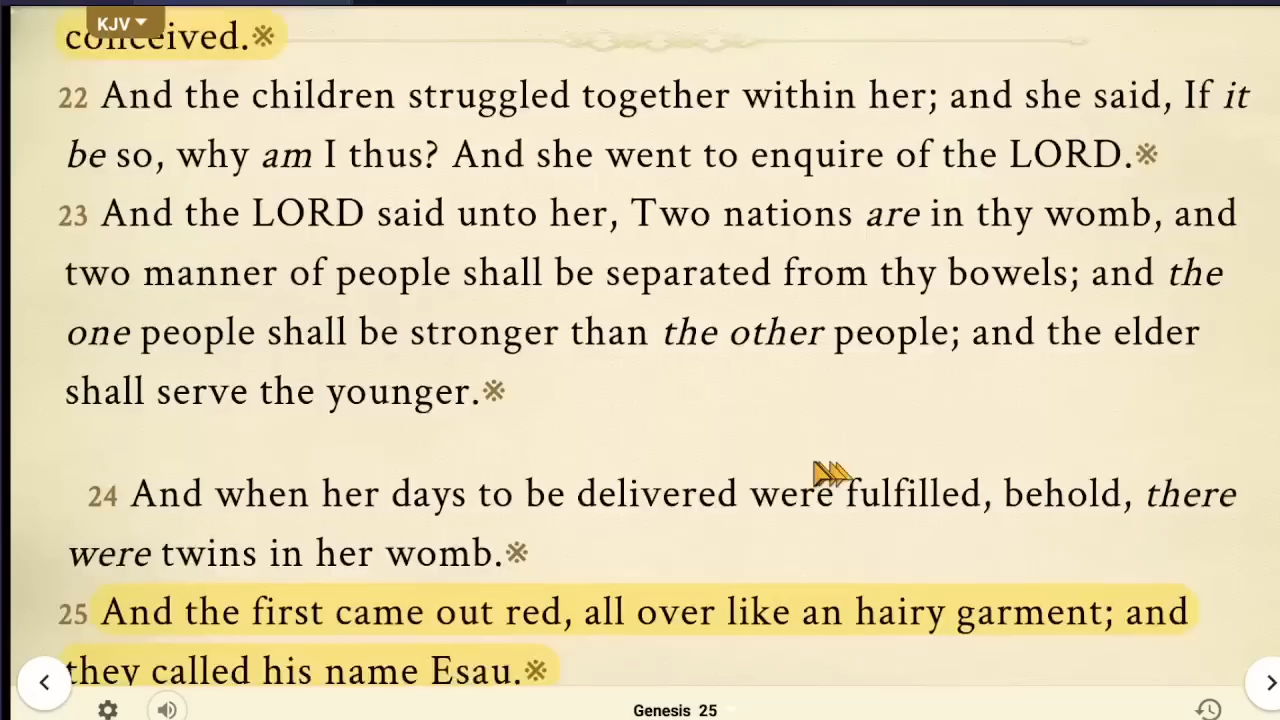 KJV
conceived.※
22 And the children struggled together within her; and she said, If it
be so, why am I thus? And she went to enquire of the LORD.※
23 And the LORD said unto her, Two nations are in thy womb, and
two manner of people shall be separated from thy bowels; and the
one people shall be stronger than the other people; and the elder
shall serve the younger.※
24 And when her days to be delivered were fulfilled, behold, there
were twins in her womb.※
25 And the first came out red, all over like an hairy garment; and
they called his name Esau.※
Genesis 25